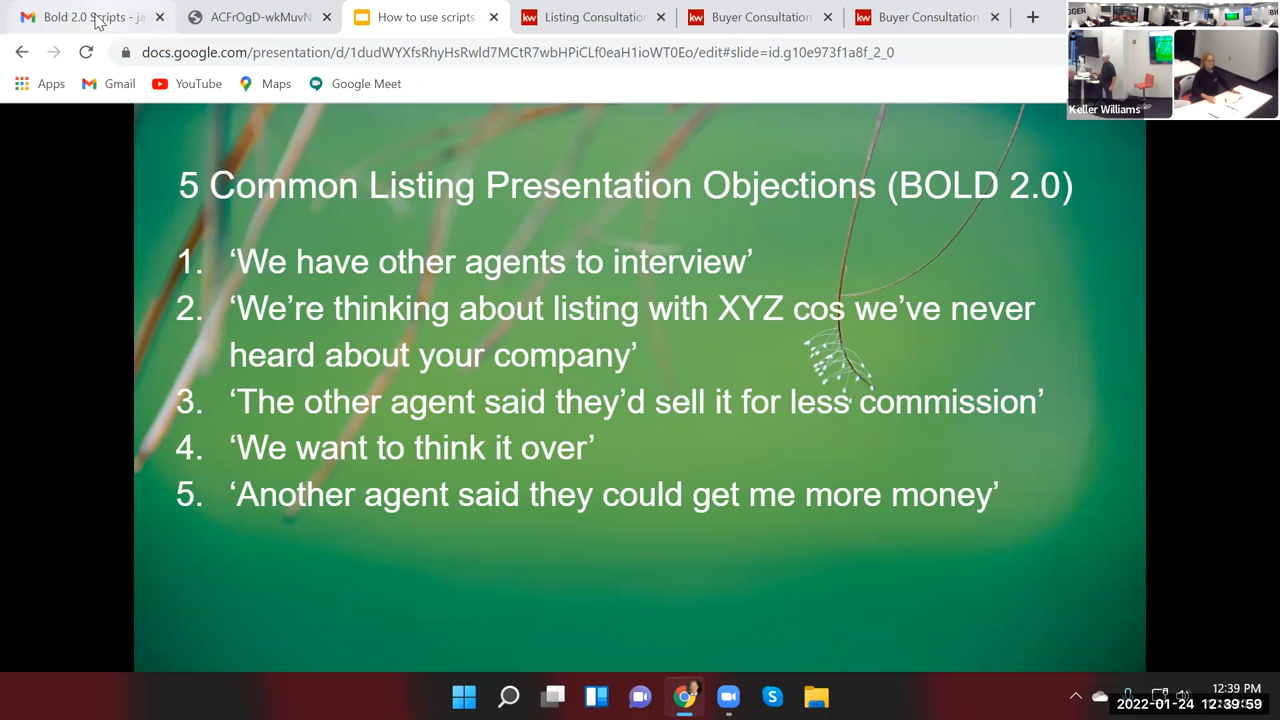 Bold 2.0 Scripts - ja
ACFrOgD-wkMuvN
How to use scripts
kw Listing Consultatio
kw Buyer Consultation
kw Buyer Consultation
docs.google.com/presentation/d/1dudWYXfsRhyHEowld7MCtR7wbHPiCLf0eaH1ioWT0Eo/edit#slide=id.g10e973f1a8f_2_0
Apps
Gmail
YouTube
Maps
Google Meet
Keller Williams
5 Common Listing Presentation Objections (BOLD 2.0)
1. ‘We have other agents to interview’
2. ‘We’re thinking about listing with XYZ cos we’ve never
heard about your company’
3. ‘The other agent said they’d sell it for less commission’
4. ‘We want to think it over’
5. ‘Another agent said they could get me more money’
12:39 PM
2022-01-24 12:39:59